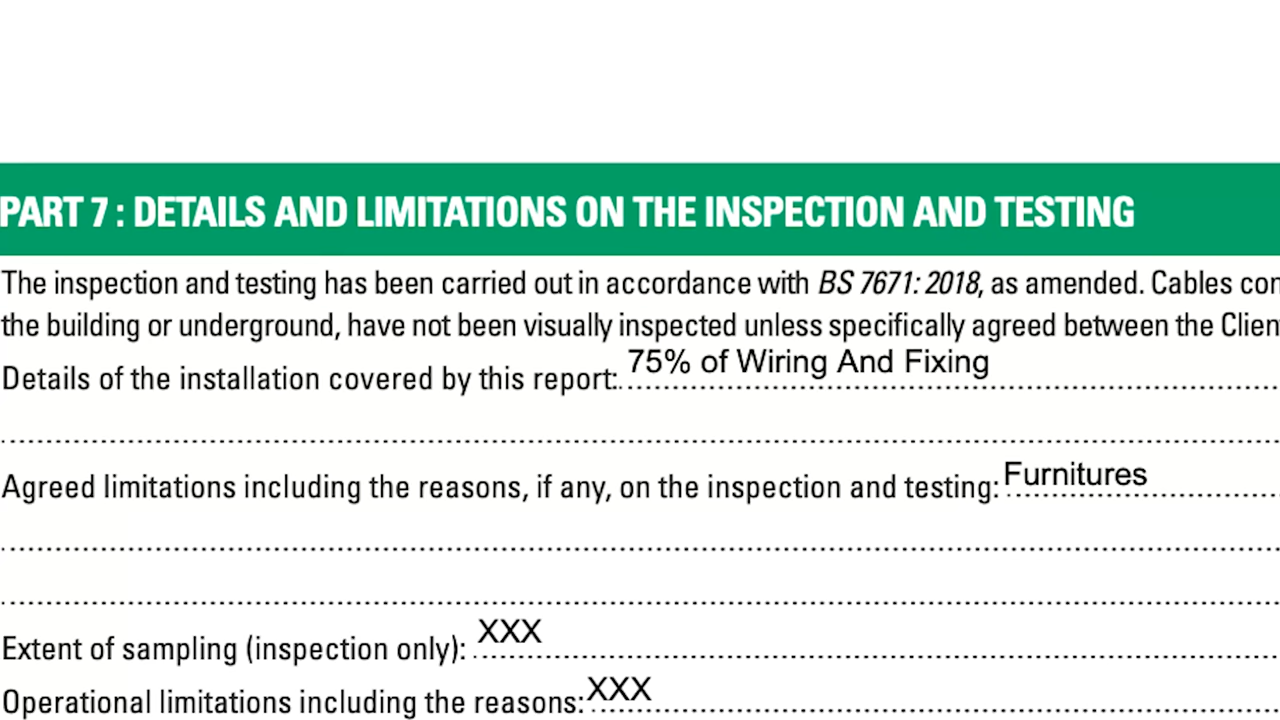 PART 7 : DETAILS AND LIMITATIONS ON THE INSPECTION AND TESTING
The inspection and testing has been carried out in accordance with BS 7671: 2018, as amended. Cables
the building or underground, have not been visually inspected unless specifically agreed between the
Details of the installation covered by this report: 75% of Wiring And Fixing
Agreed limitations including the reasons, if any, on the inspection and testing: Furnitures
Extent of sampling (inspection only): XXX
Operational limitations including the reasons: XXX